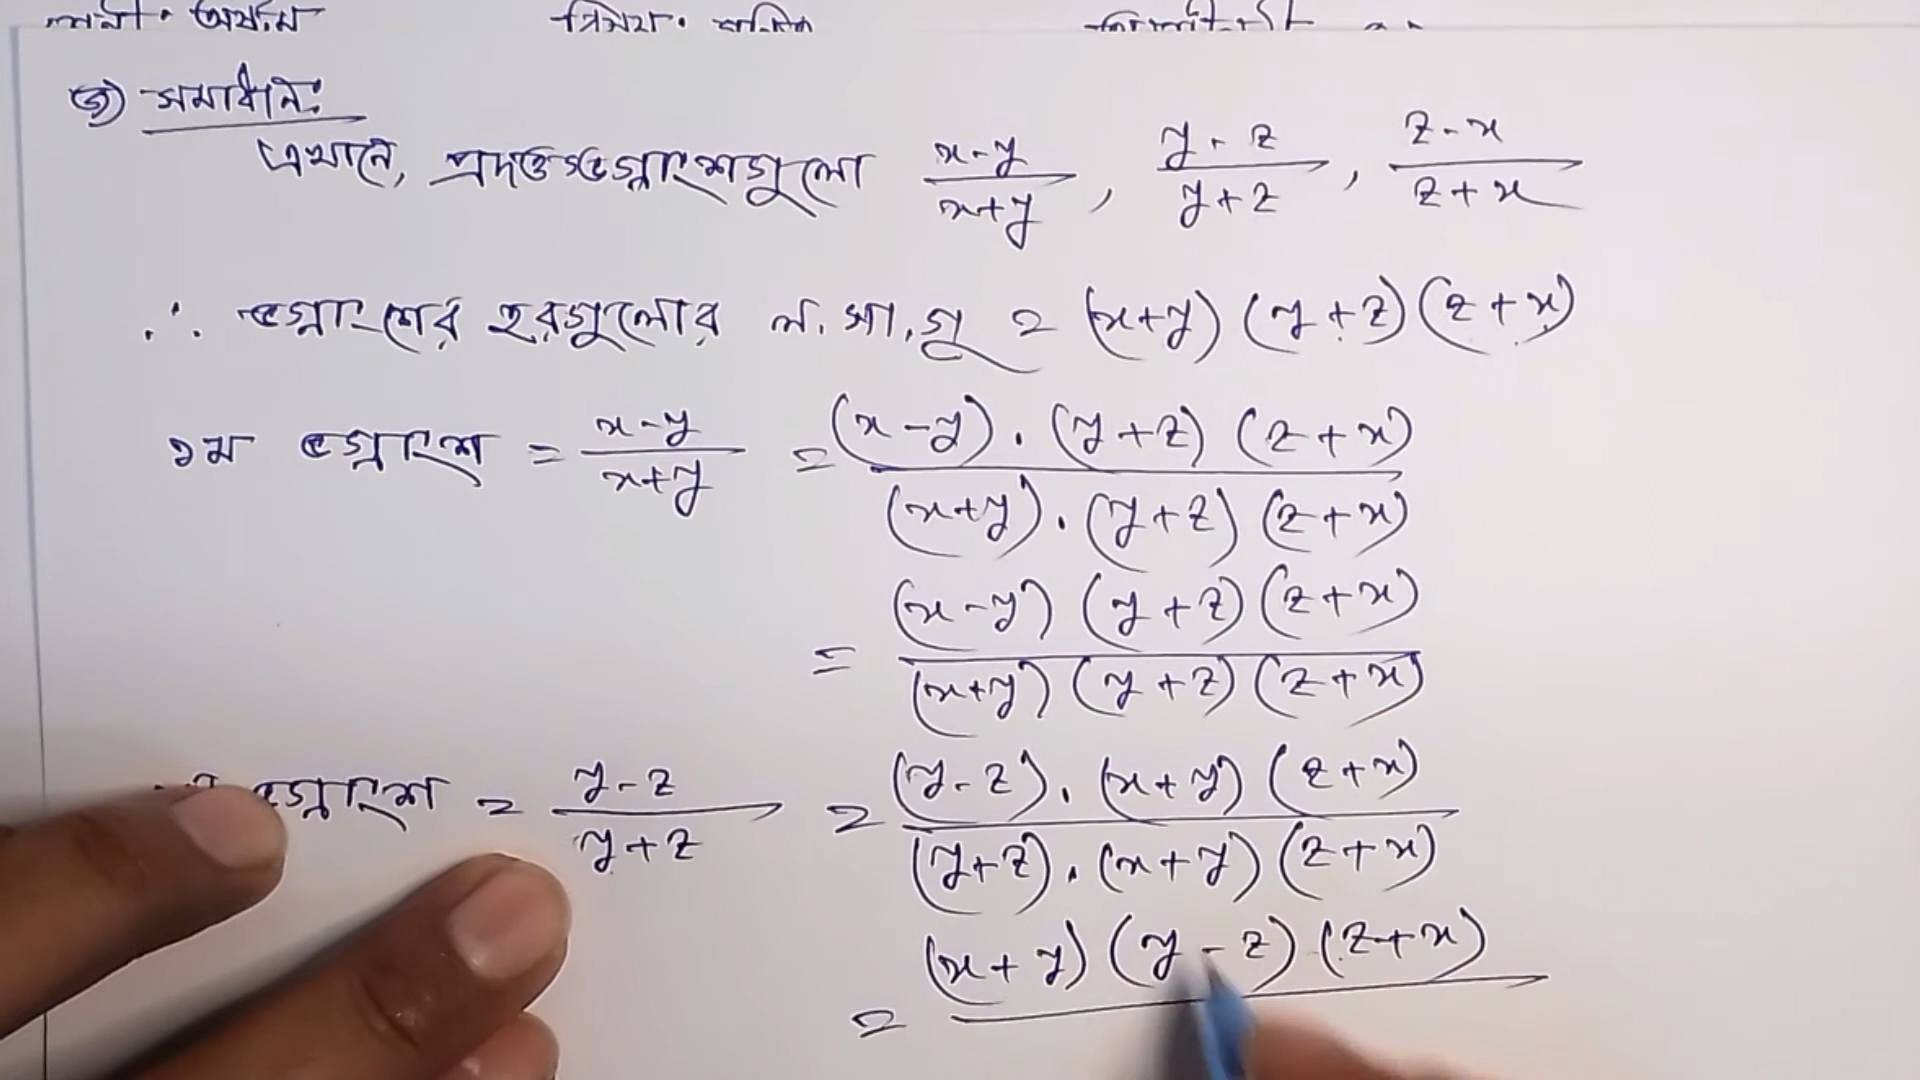 সমাধান:
এখানে, প্রদত্ত ভগ্নাংশগুলো (x-y)/(x+y), (y-z)/(y+z), (z-x)/(z+x)
∴ ভগ্নাংশের হরগুলোর ল.সা.গু = (x+y)(y+z)(z+x)
১ম ভগ্নাংশ = (x-y)/(x+y) = (x-y).(y+z)(z+x)/(x+y).(y+z)(z+x)
= (x-y)(y+z)(z+x)/(x+y)(y+z)(z+x)
ভগ্নাংশ = (y-z)/(y+z) = (y-z).(x+y)(z+x)/(y+z).(x+y)(z+x)
= (x+y)(y-z)(z+x)